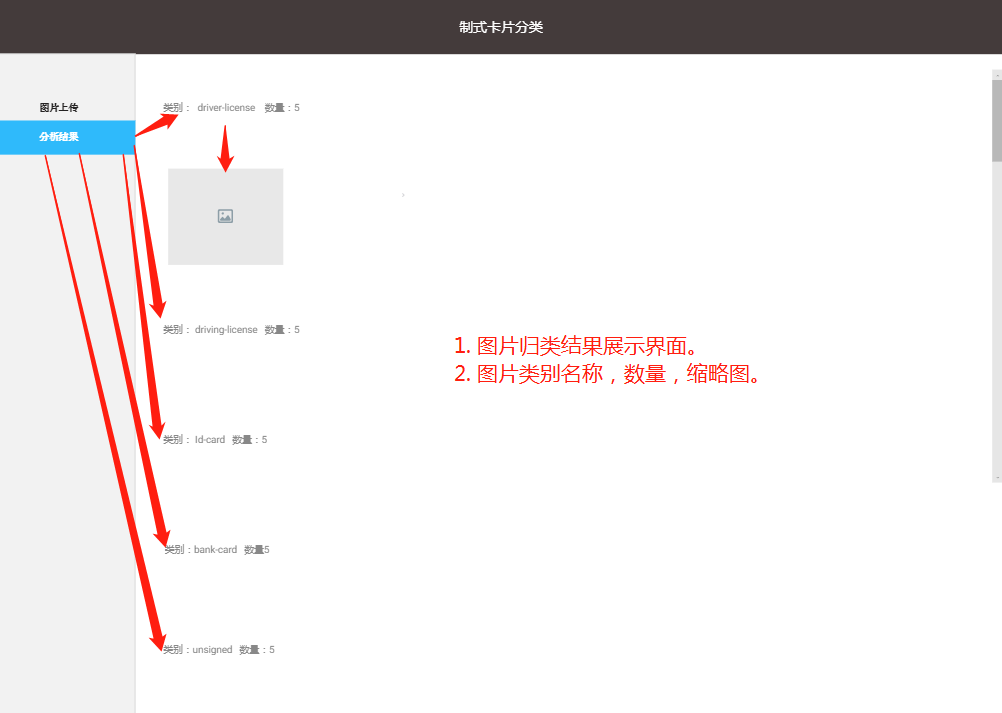 制式卡片分类
图片上传
分析结果
类别： driver-license 数量：5
类别： driving-license 数量：5
1. 图片归类结果展示界面。
2. 图片类别名称，数量，缩略图。
类别： Id-card 数量：5
类别：bank-card 数量5
类别：unsigned 数量：5